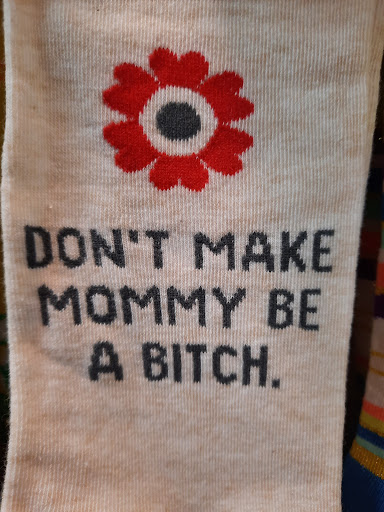 DON'T MAKE
MOMMY BE
A BITCH.